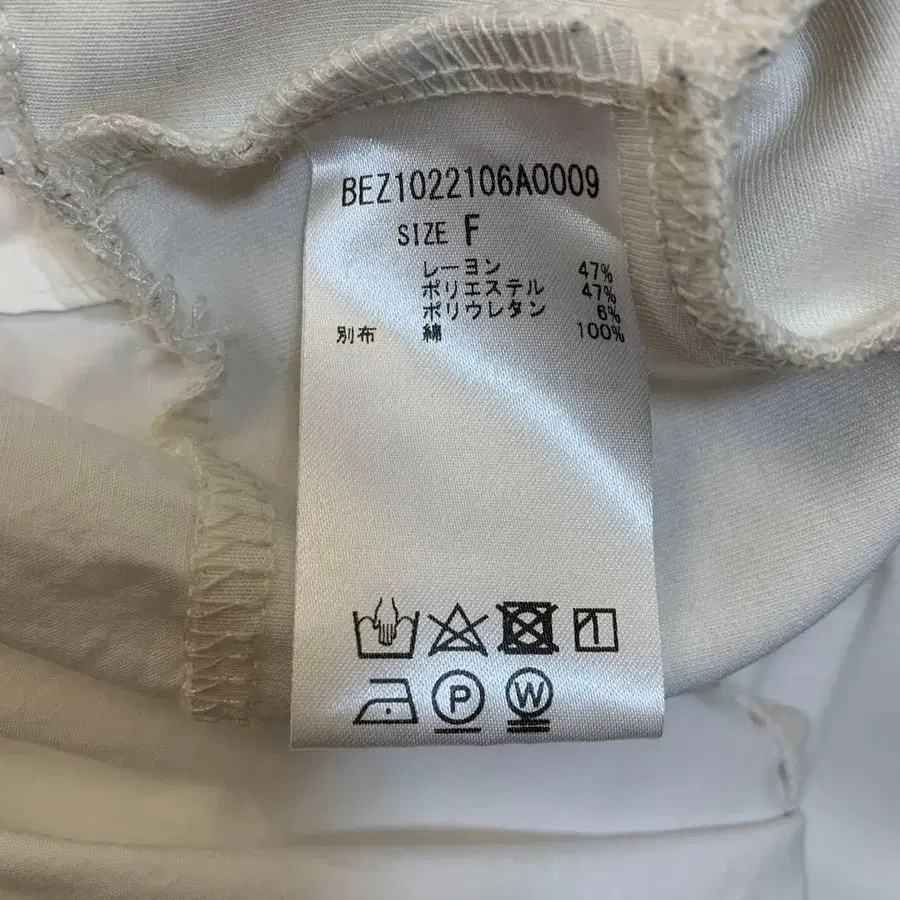 BEZ1022106A0009
SIZE F
レーヨン 47%
ポリエステル 47%
ポリウレタン 6%
別布 綿 100%
P W